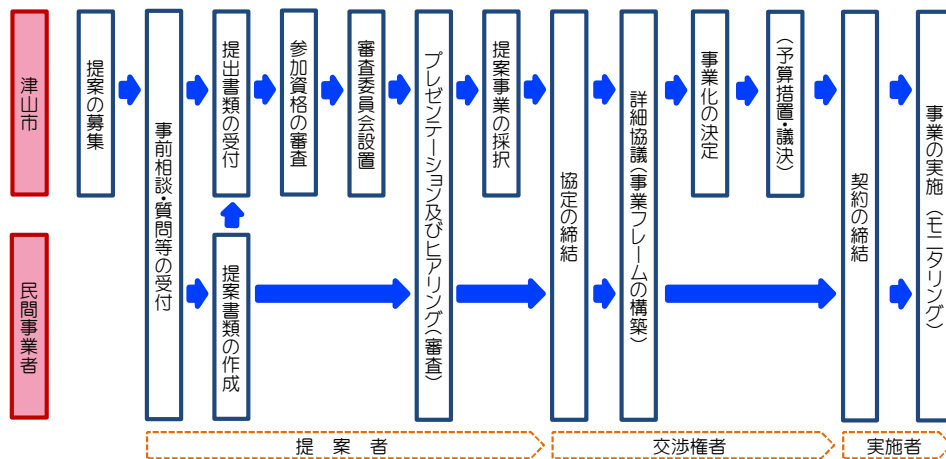 津山市
提案の募集
事前相談・質問等の受付
提出書類の受付
参加資格の審査
審査委員会設置
プレゼンテーション及びヒアリング(審査)
提案事業の採択
協定の締結
詳細協議(事業フレームの構築)
事業化の決定
(予算措置・議決)
契約の締結
事業の実施(モニタリング)
民間事業者
提案書類の作成
提案者
交渉権者
実施者